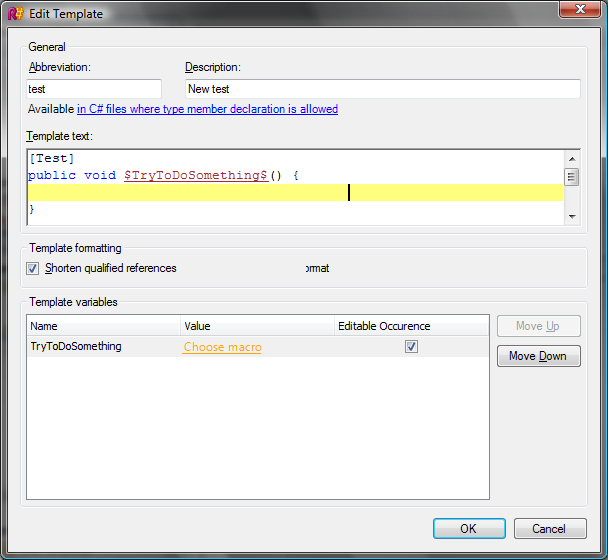 Edit Template
General
Abbreviation: Description:
test New test
Available in C# files where type member declaration is allowed
Template text:
[Test]
public void $TryToDoSomething$() {
}
Template formatting
Shorten qualified references
Template variables
Name Value Editable Occurence
TryToDoSomething Choose macro
Move Up
Move Down
OK Cancel